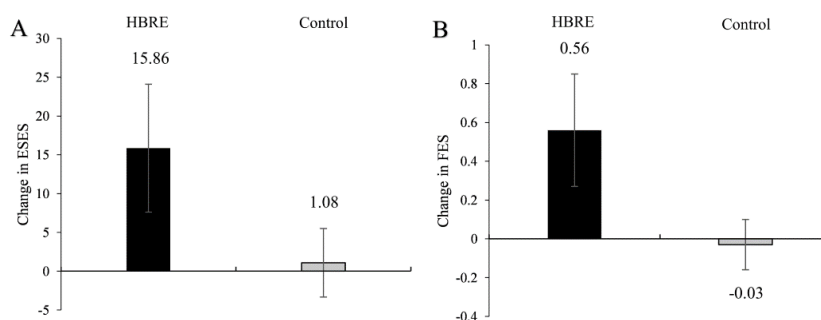 A
HBRE
Control
30
25
20
15
10
5
0
-5
Change in ESES
15.86
1.08
B
HBRE
Control
1
0.8
0.6
0.4
0.2
0
-0.2
-0.4
Change in FES
0.56
-0.03